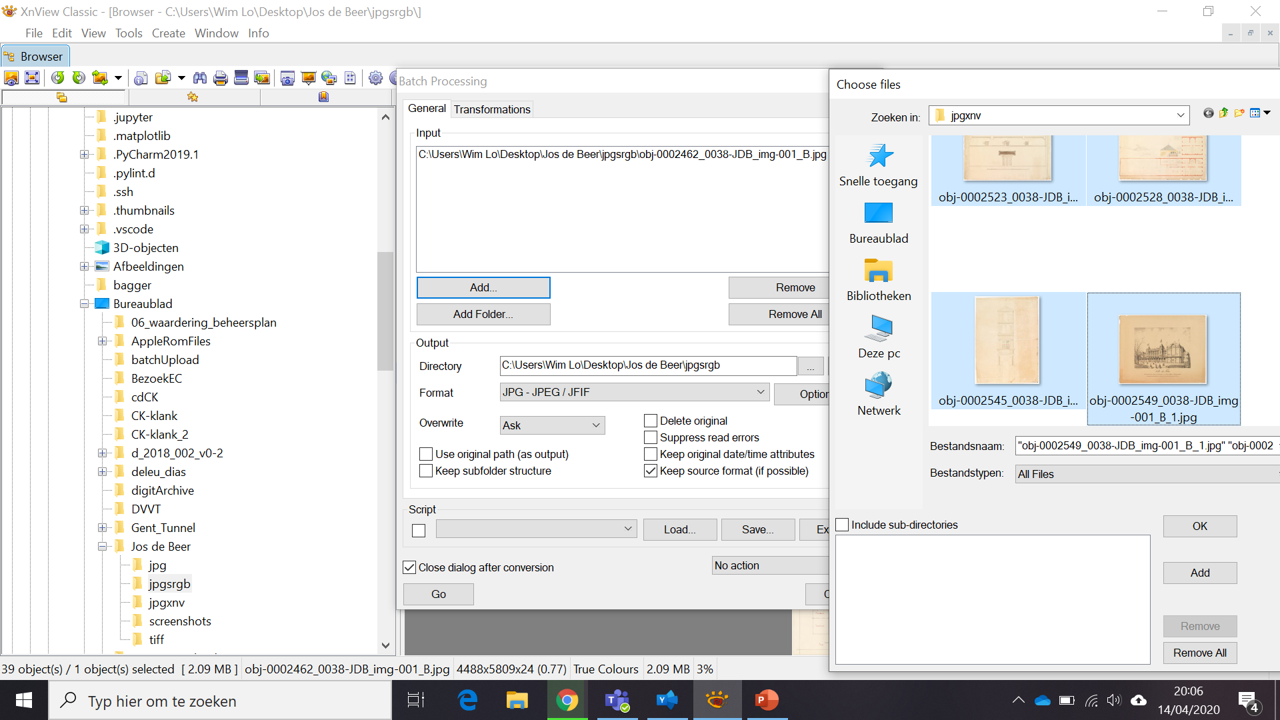 XnView Classic - [Browser - C:\Users\Wim Lo\Desktop\Jos de Beer\jpgsrgb\]
File Edit View Tools Create Window Info
Browser
.jupyter
.matplotlib
.PyCharm2019.1
.pylint.d
.ssh
.thumbnails
.vscode
3D-objecten
Afbeeldingen
bagger
Bureaublad
06_waardering_beheersplan
AppleRomFiles
batchUpload
BezoekEC
cdCK
CK-klank
CK-klank_2
d_2018_002_v0-2
deleu_dias
digitArchive
DVVT
Gent_Tunnel
Jos de Beer
jpg
jpgsrgb
jpgxnv
screenshots
tiff
Batch Processing
General Transformations
Input
C:\Users\Wim Lo\Desktop\Jos de Beer\jpgsrgb\obj-0002462_0038-JDB_img-001_B.jpg
Add... Remove
Add Folder... Remove All
Output
Directory C:\Users\Wim Lo\Desktop\Jos de Beer\jpgsrgb ...
Format JPG - JPEG / JFIF Option
Overwrite Ask
Delete original
Suppress read errors
Use original path (as output) Keep original date/time attributes
Keep subfolder structure Keep source format (if possible)
Script
Load... Save... Ex
Close dialog after conversion No action
Go
Choose files
Zoeken in: jpgxnv
Snelle toegang
Bureaublad
Bibliotheken
Deze pc
Netwerk
obj-0002523_0038-JDB_i... obj-0002528_0038-JDB_i...
obj-0002545_0038-JDB_i... obj-0002549_0038-JDB_img
-001_B_1.jpg
Bestandsnaam: "obj-0002549_0038-JDB_img-001_B_1.jpg" "obj-0002
Bestandstypen: All Files
Include sub-directories OK
Add
Remove
Remove All
39 object(s) / 1 object(s) selected [ 2.09 MB ] obj-0002462_0038-JDB_img-001_B.jpg 4488x5809x24 (0.77) True Colours 2.09 MB 3%
Typ hier om te zoeken
20:06
14/04/2020
4